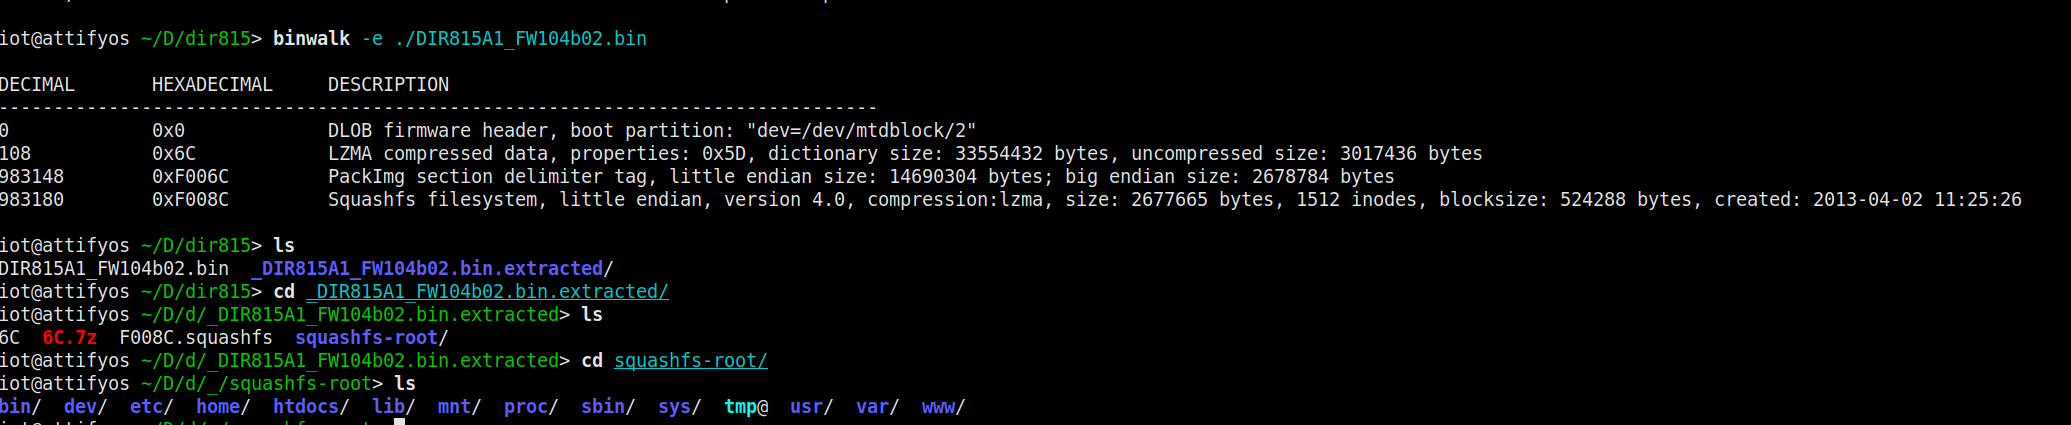 iot@attifyos ~/D/dir815> binwalk -e ./DIR815A1_FW104b02.bin
DECIMAL       HEXADECIMAL     DESCRIPTION
--------------------------------------------------------------------------------
0             0x0             DLOB firmware header, boot partition: "dev=/dev/mtdblock/2"
108           0x6C            LZMA compressed data, properties: 0x5D, dictionary size: 33554432 bytes, uncompressed size: 3017436 bytes
983148        0xF006C         PackImg section delimiter tag, little endian size: 14690304 bytes; big endian size: 2678784 bytes
983180        0xF008C         Squashfs filesystem, little endian, version 4.0, compression:lzma, size: 2677665 bytes, 1512 inodes, blocksize: 524288 bytes, created: 2013-04-02 11:25:26
iot@attifyos ~/D/dir815> ls
DIR815A1_FW104b02.bin  _DIR815A1_FW104b02.bin.extracted/
iot@attifyos ~/D/dir815> cd _DIR815A1_FW104b02.bin.extracted/
iot@attifyos ~/D/d/_DIR815A1_FW104b02.bin.extracted> ls
6C  6C.7z  F008C.squashfs  squashfs-root/
iot@attifyos ~/D/d/_DIR815A1_FW104b02.bin.extracted> cd squashfs-root/
iot@attifyos ~/D/d/_/squashfs-root> ls
bin/  dev/  etc/  home/  htdocs/  lib/  mnt/  proc/  sbin/  sys/  tmp@  usr/  var/  www/